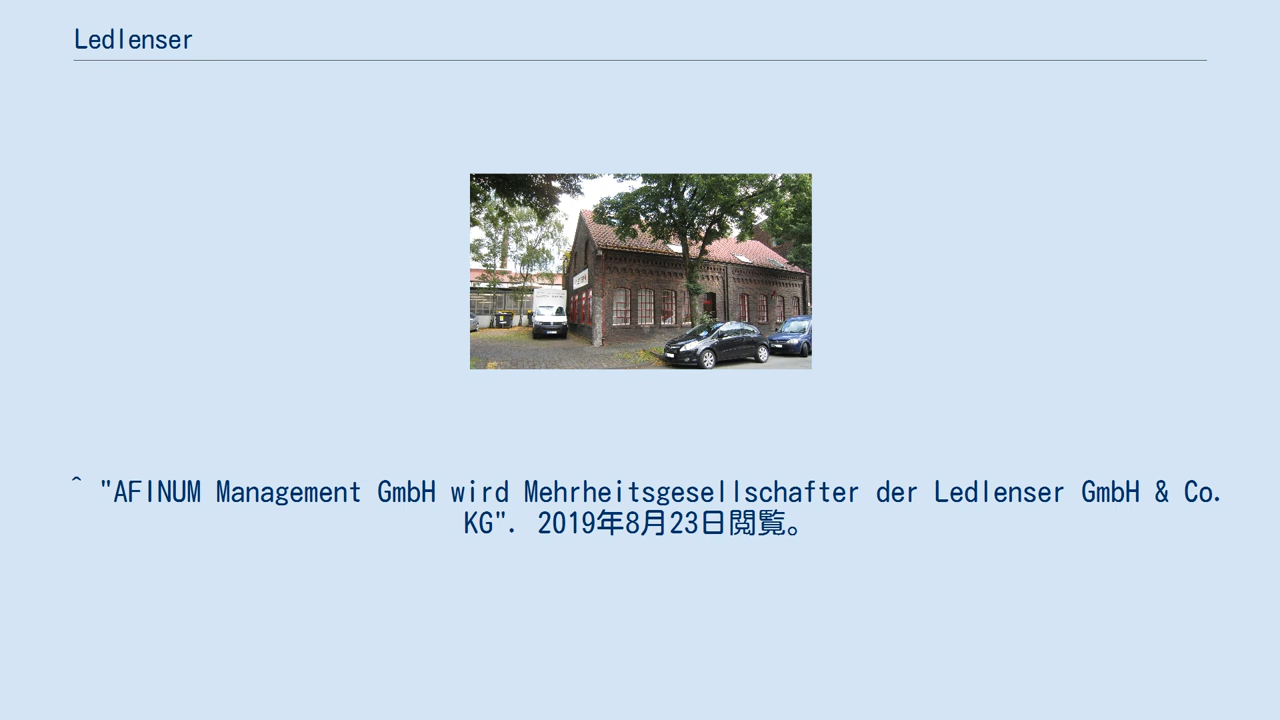 Ledlenser
^ "AFINUM Management GmbH wird Mehrheitsgesellschafter der Ledlenser GmbH & Co.
KG". 2019年8月23日閲覧。